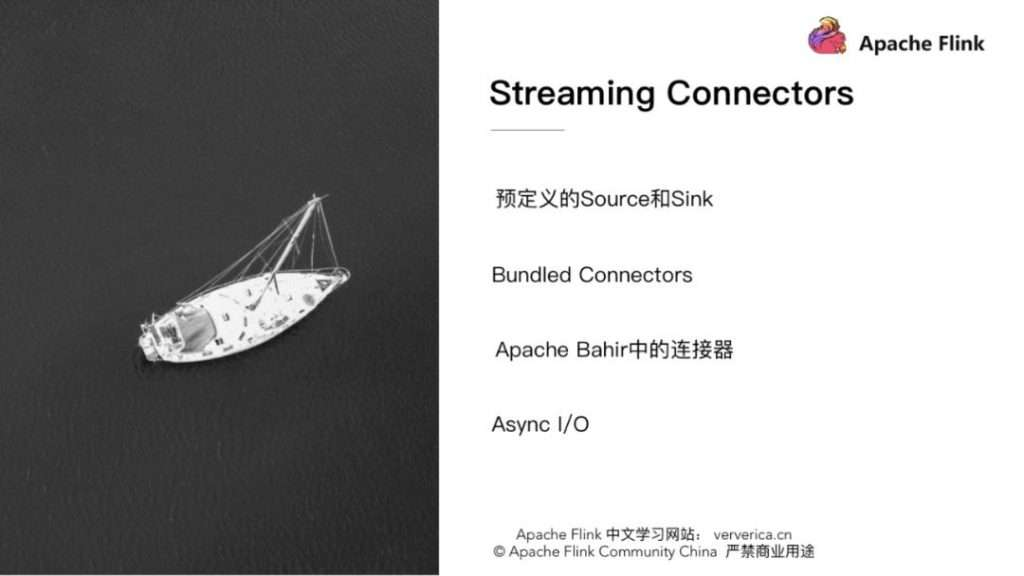 Apache Flink
Streaming Connectors
预定义的Source和Sink
Bundled Connectors
Apache Bahir中的连接器
Async I/O
Apache Flink 中文学习网站： ververica.cn
© Apache Flink Community China 严禁商业用途